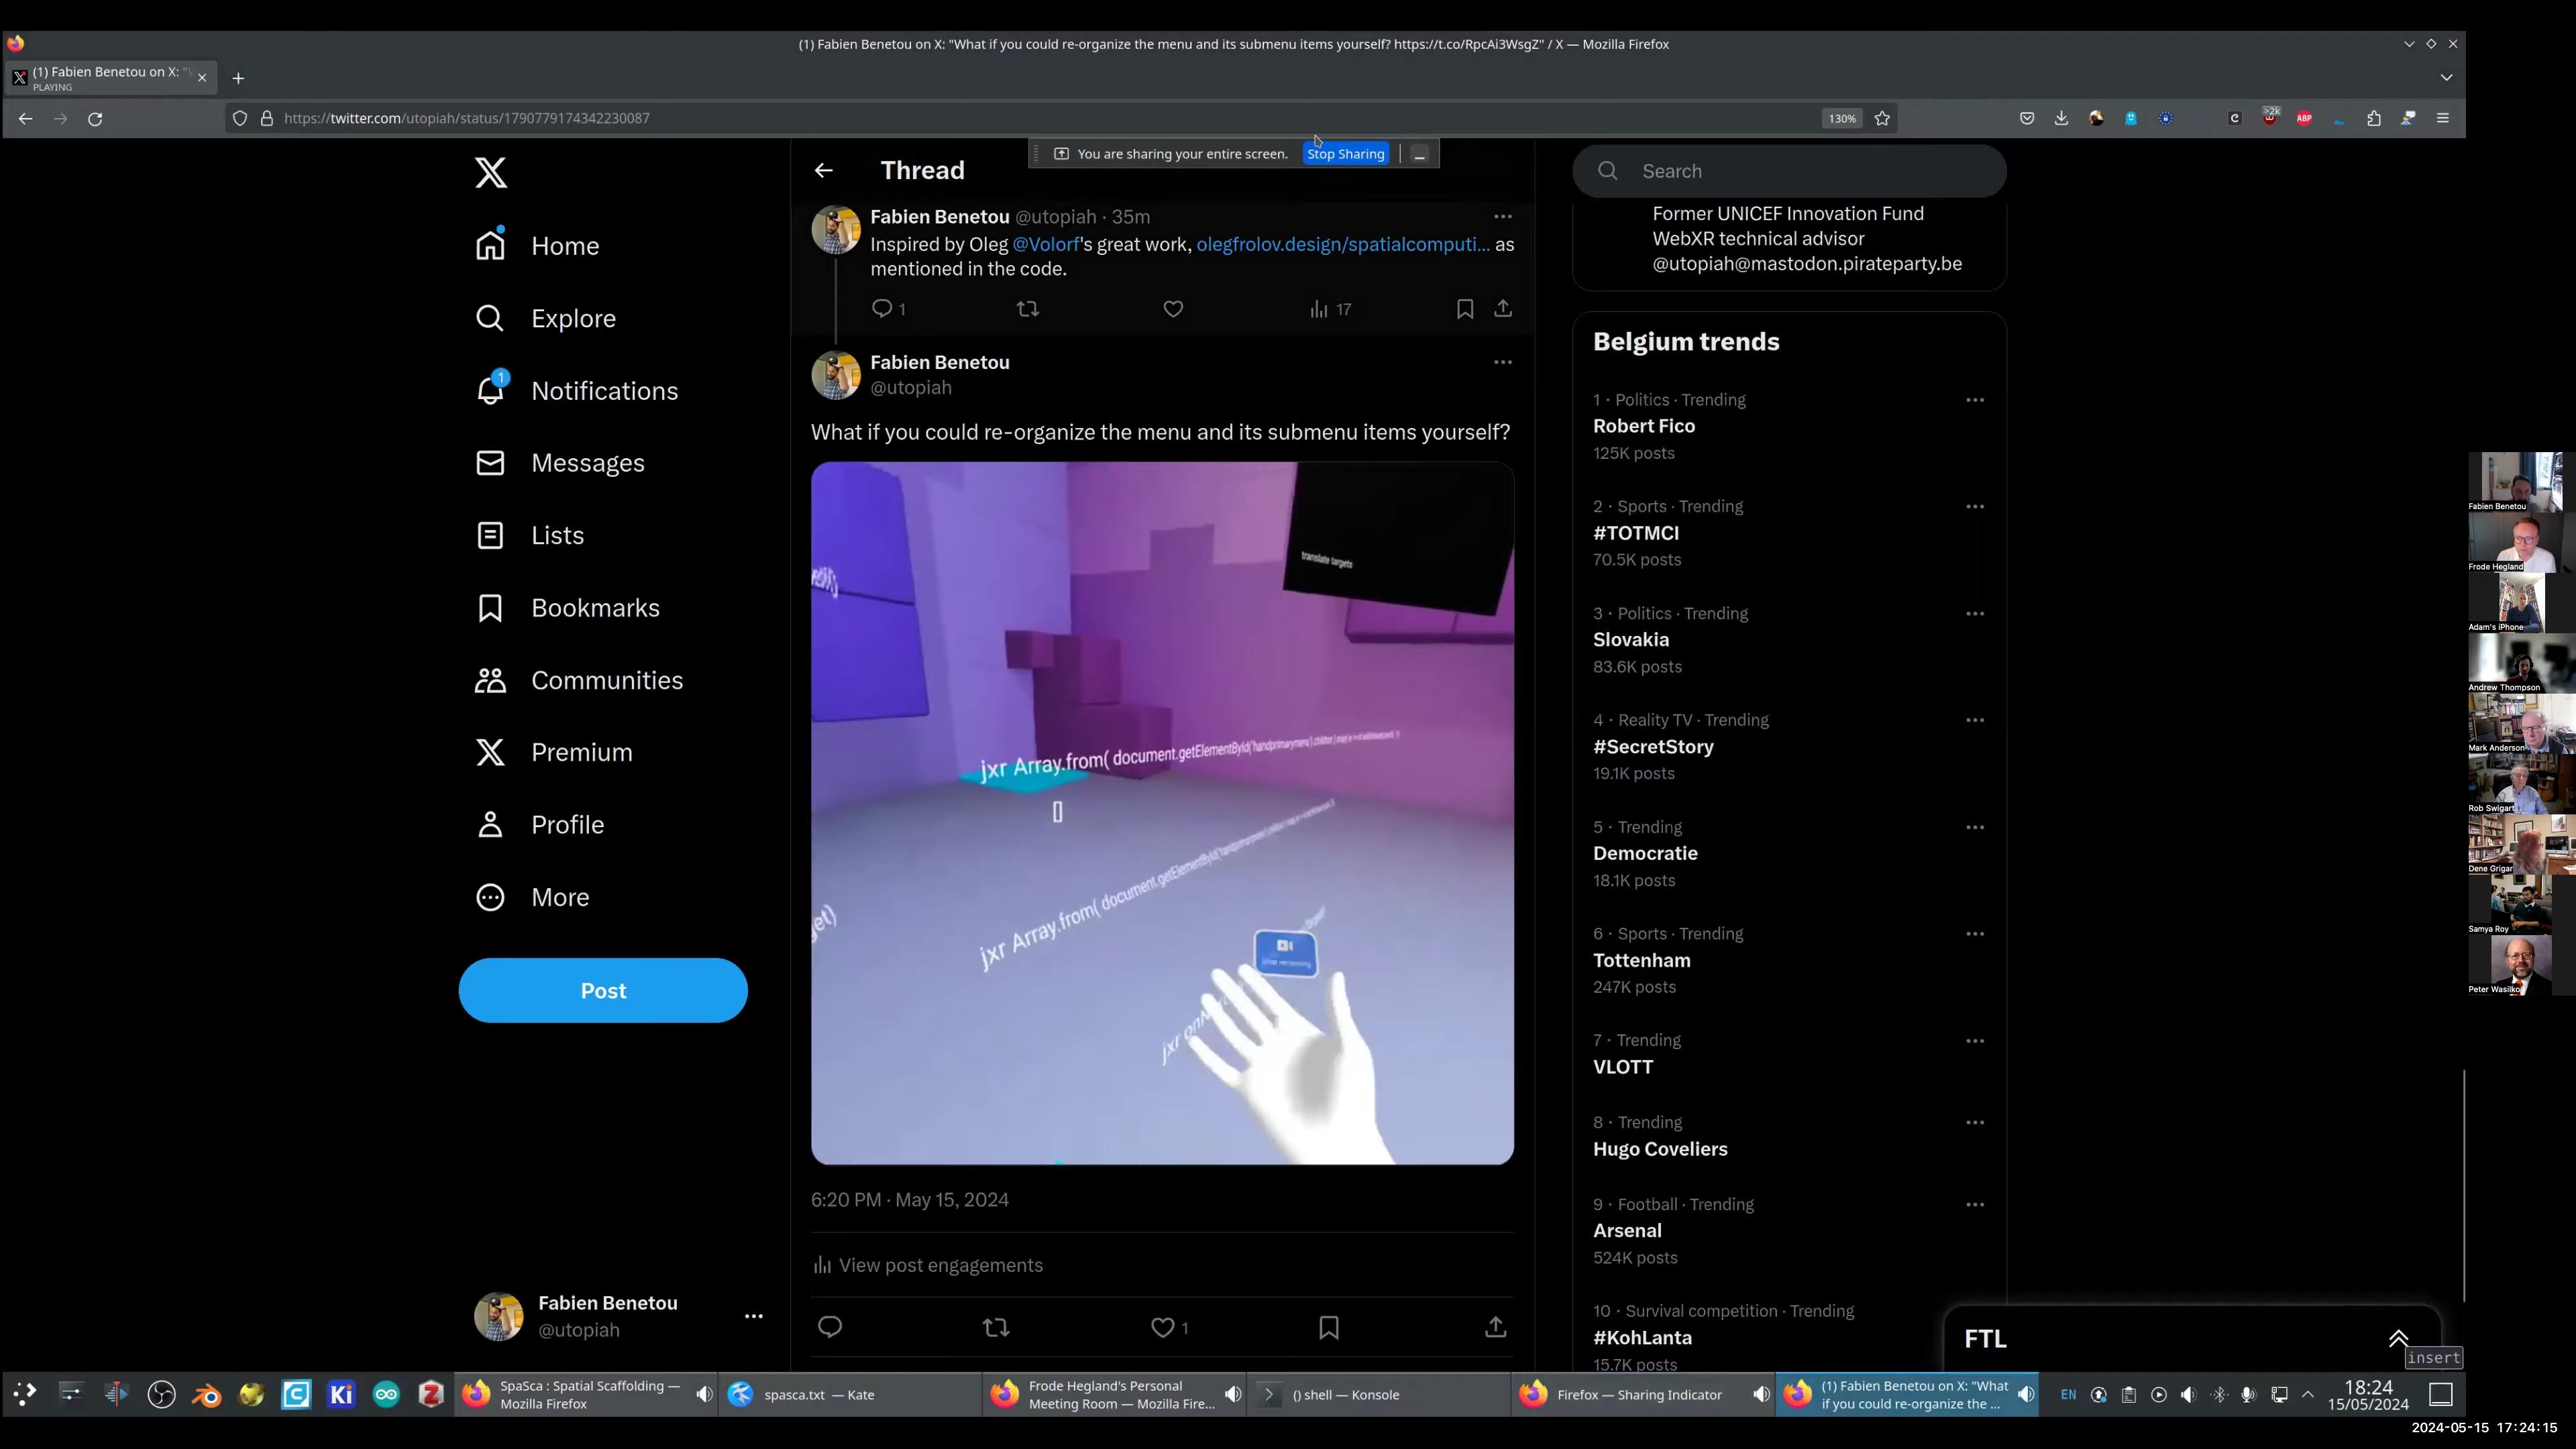 (1) Fabien Benetou on X: "What if you could re-organize the menu and its submenu items yourself? https://t.co/RpcAi3WsgZ" / X — Mozilla Firefox
(1) Fabien Benetou on X: "
PLAYING
https://twitter.com/utopiah/status/1790779174342230087
130%
>2k
ABP
You are sharing your entire screen.
Stop Sharing
Home
Explore
1
Notifications
Messages
Lists
Bookmarks
Communities
Premium
Profile
More
Post
Fabien Benetou
@utopiah
Thread
Fabien Benetou @utopiah · 35m
Inspired by Oleg @Volorf's great work, olegfrolov.design/spatialcomputi... as
mentioned in the code.
1
17
Fabien Benetou
@utopiah
What if you could re-organize the menu and its submenu items yourself?
translate targets
jxr Array.from( document.getElementById('handprimarymenu')
[]
jxr Array.from( document.getElementById('handprimarymenu')
get)
jxr
6:20 PM · May 15, 2024
View post engagements
1
Search
Former UNICEF Innovation Fund
WebXR technical advisor
@utopiah@mastodon.pirateparty.be
Belgium trends
1 · Politics · Trending
Robert Fico
125K posts
2 · Sports · Trending
#TOTMCI
70.5K posts
3 · Politics · Trending
Slovakia
83.6K posts
4 · Reality TV · Trending
#SecretStory
19.1K posts
5 · Trending
Democratie
18.1K posts
6 · Sports · Trending
Tottenham
247K posts
7 · Trending
VLOTT
8 · Trending
Hugo Coveliers
9 · Football · Trending
Arsenal
524K posts
10 · Survival competition · Trending
#KohLanta
15.7K posts
FTL
insert
Fabien Benetou
Frode Hegland
Adam's iPhone
Andrew Thompson
Mark Anderson
Rob Swigart
Dene Grigar
Samya Roy
Peter Wasilko
Ki
SpaSca : Spatial Scaffolding —
Mozilla Firefox
spasca.txt — Kate
Frode Hegland's Personal
Meeting Room — Mozilla Fire...
() shell — Konsole
Firefox — Sharing Indicator
(1) Fabien Benetou on X: "What
if you could re-organize the ...
EN
18:24
15/05/2024
2024-05-15 17:24:15